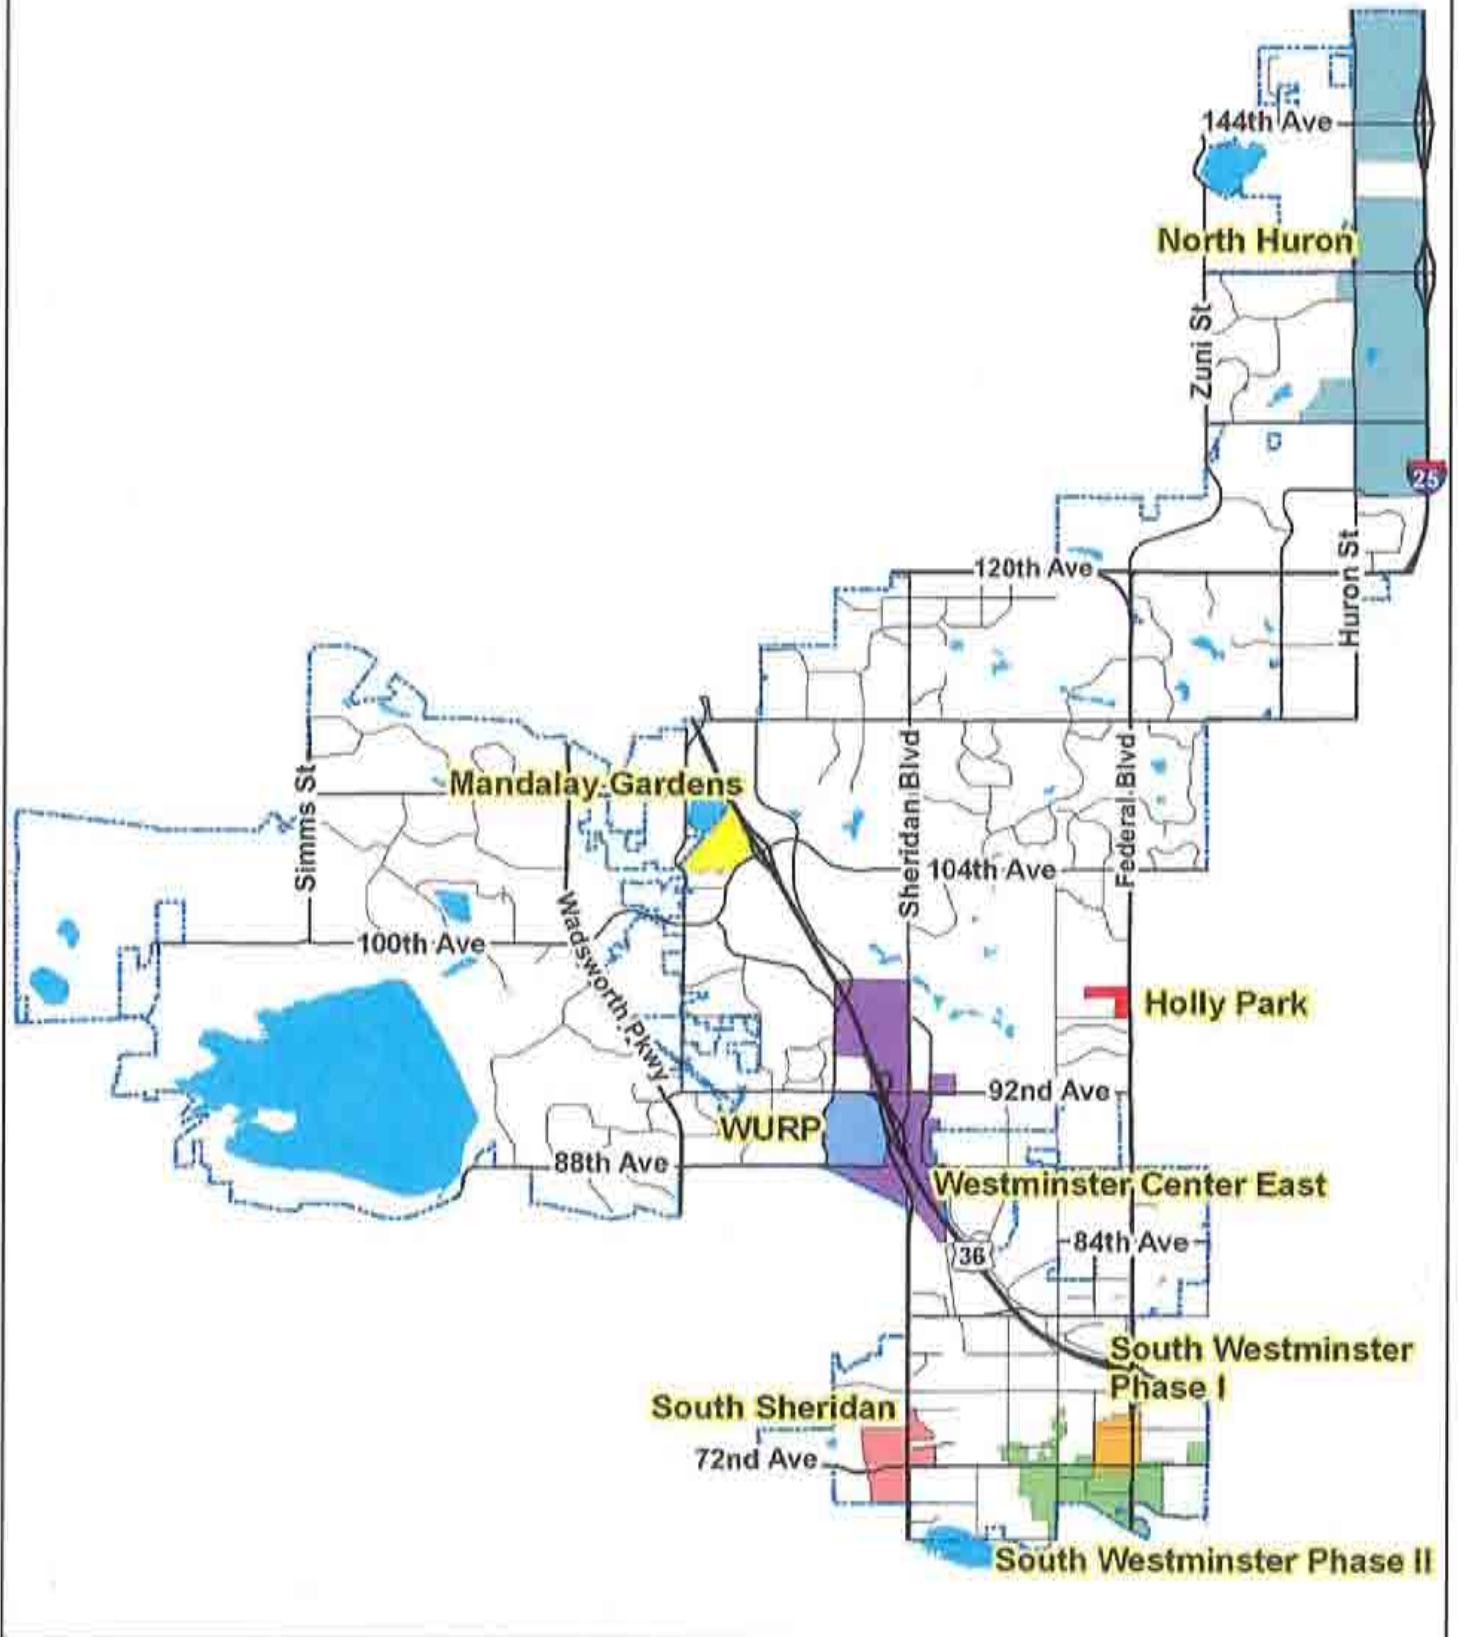 144th Ave
North Huron
Zuni St
25
Huron St
120th Ave
Mandalay Gardens
Simms St
Sheridan Blvd
Federal Blvd
104th Ave
Wadsworth Pkwy
100th Ave
Holly Park
92nd Ave
WURP
88th Ave
Westminster Center East
84th Ave
36
South Westminster
Phase I
South Sheridan
72nd Ave
South Westminster Phase II